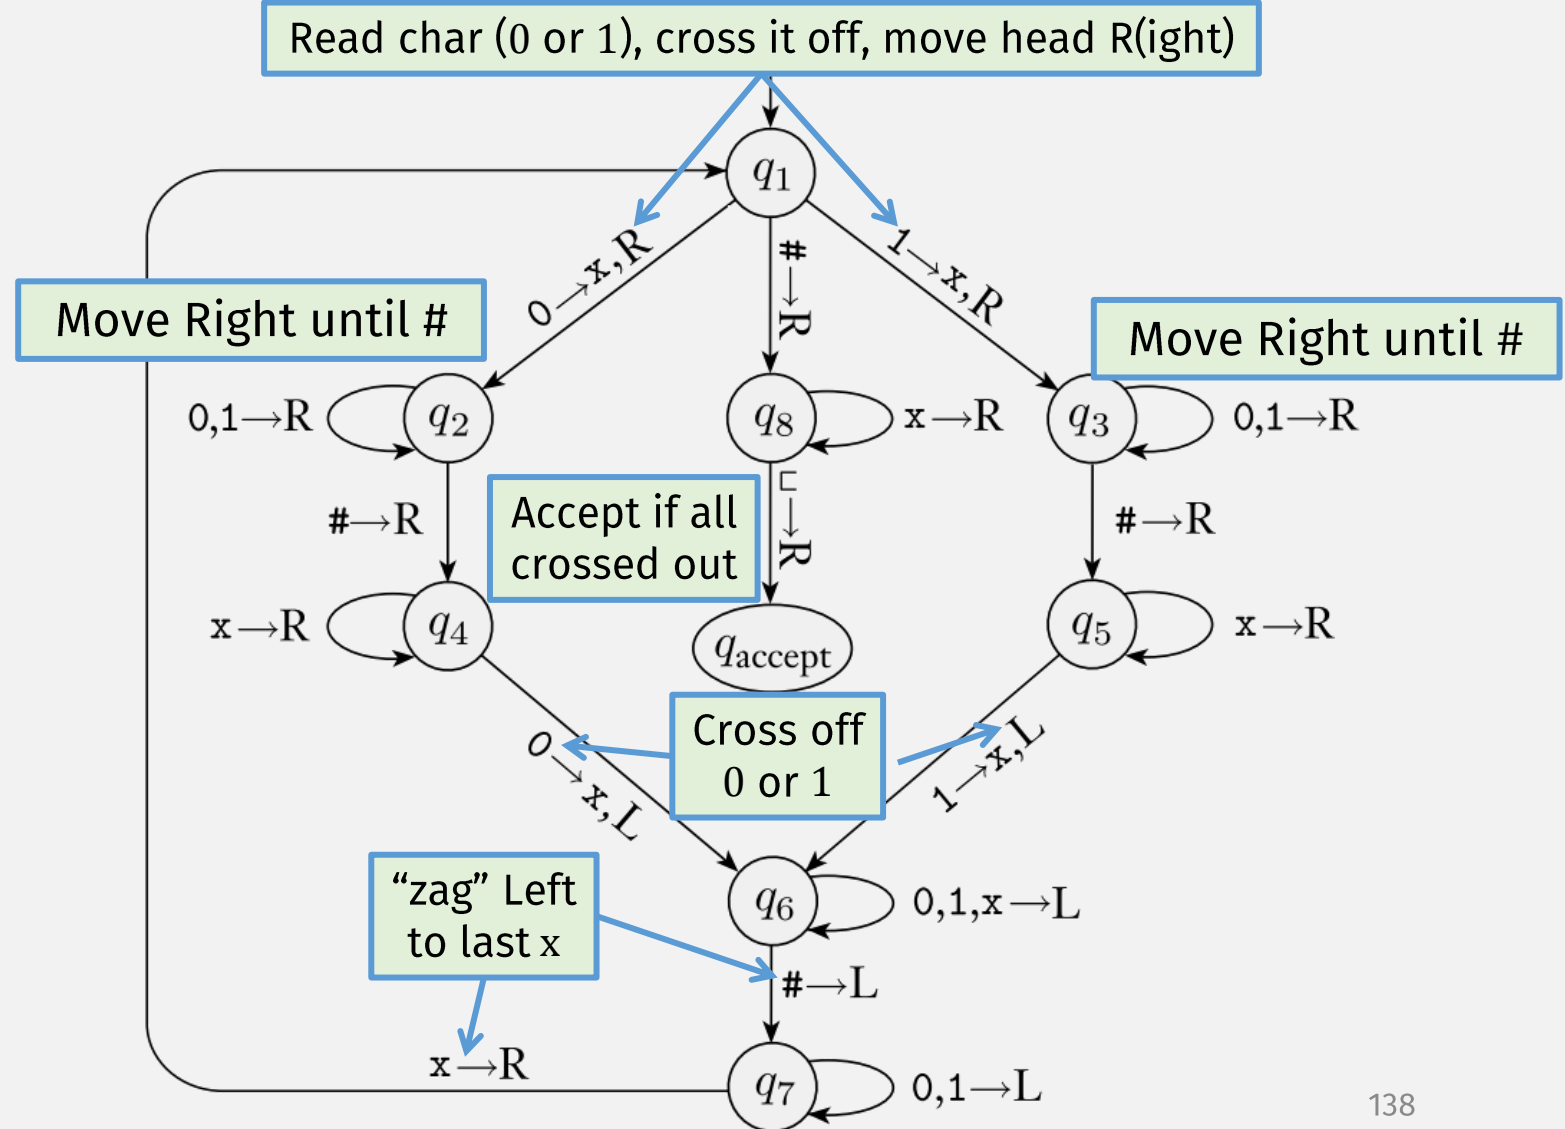 Read char (0 or 1), cross it off, move head R(ight)
q1
0→x,R
#→R
1→x,R
Move Right until #
Move Right until #
0,1→R
q2
q8
x→R
q3
0,1→R
#→R
Accept if all
crossed out
⊔→R
#→R
x→R
q4
qaccept
q5
x→R
0→x,L
Cross off
0 or 1
1→x,L
“zag” Left
to last x
q6
0,1,x→L
#→L
x→R
q7
0,1→L
138